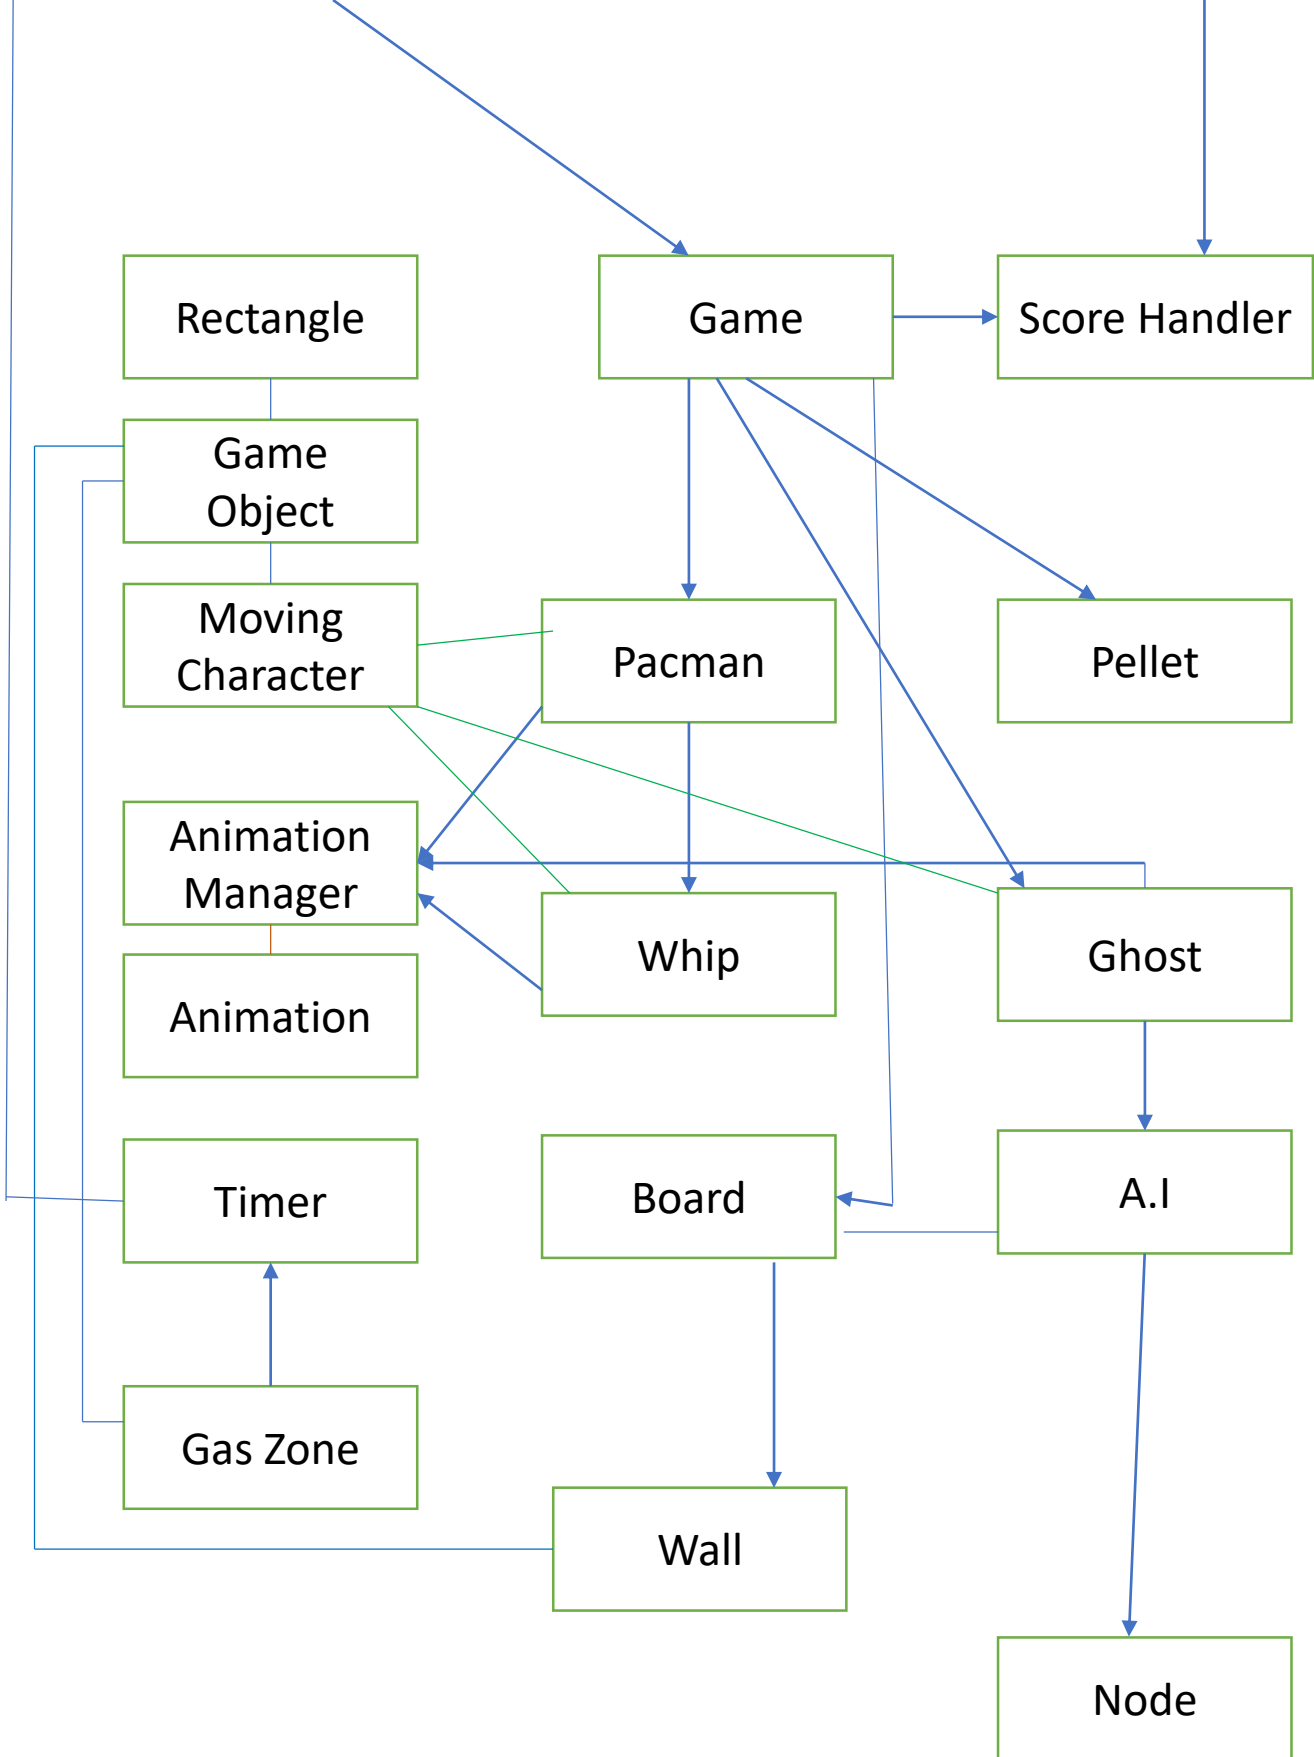 Rectangle
Game
Score Handler
Game
Object
Moving
Character
Pacman
Pellet
Animation
Manager
Whip
Ghost
Animation
Timer
Board
A.I
Gas Zone
Wall
Node